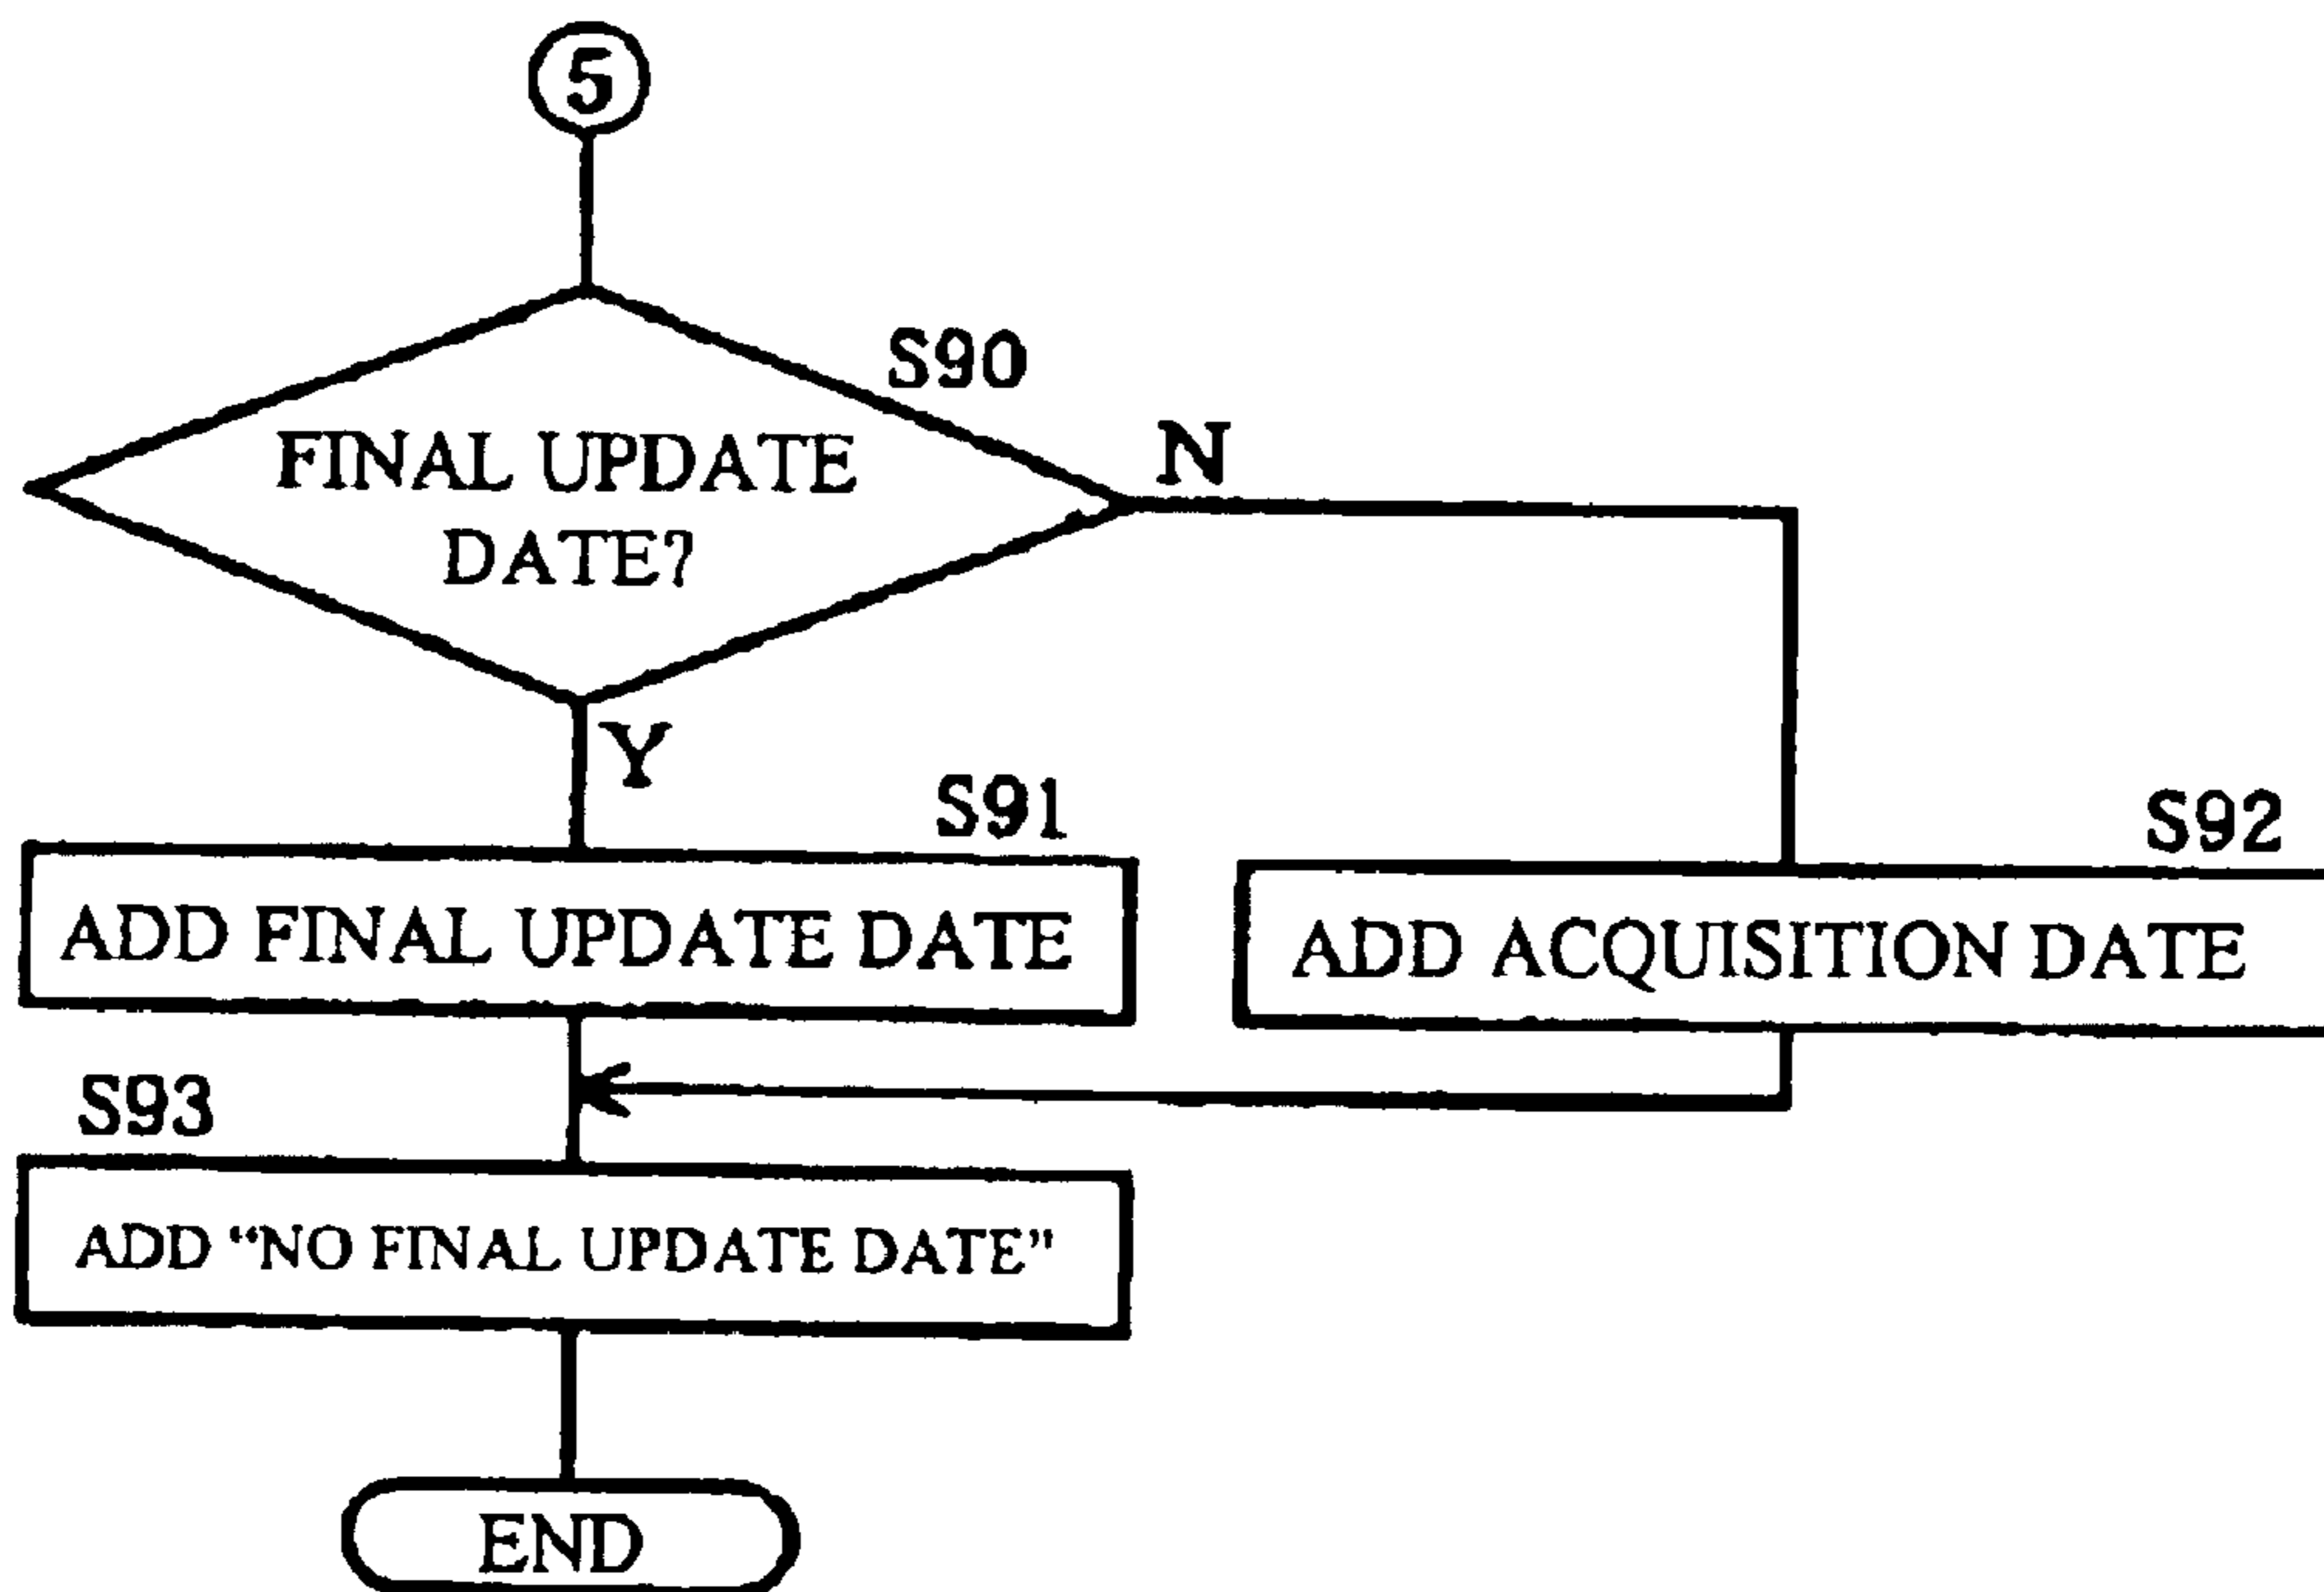 5
S90
FINAL UPDATE
DATE?
N
Y
S91
S92
ADD FINAL UPDATE DATE
ADD ACQUISITION DATE
S93
ADD “NO FINAL UPDATE DATE”
END